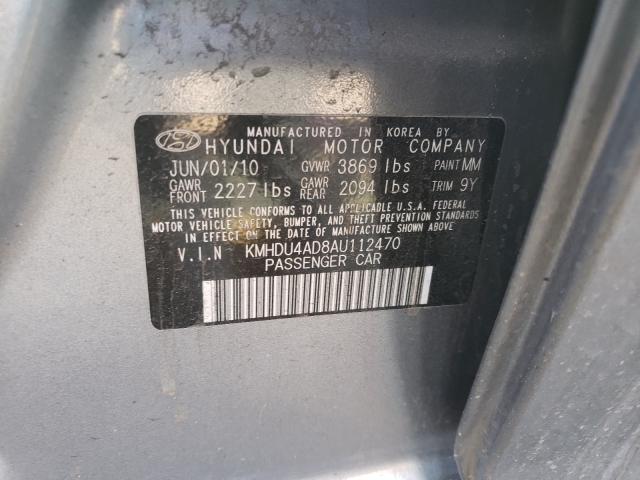 MANUFACTURED IN KOREA BY
HYUNDAI MOTOR COMPANY
JUN/01/10 GVWR 3869 lbs PAINT MM
GAWR FRONT 2227 lbs GAWR REAR 2094 lbs TRIM 9Y
THIS VEHICLE CONFORMS TO ALL APPLICABLE U.S.A. FEDERAL
MOTOR VEHICLE SAFETY, BUMPER, AND THEFT PREVENTION STANDARDS
IN EFFECT ON THE DATE OF MANUFACTURE SHOWN ABOVE.
V.I.N KMHDU4AD8AU112470
PASSENGER CAR